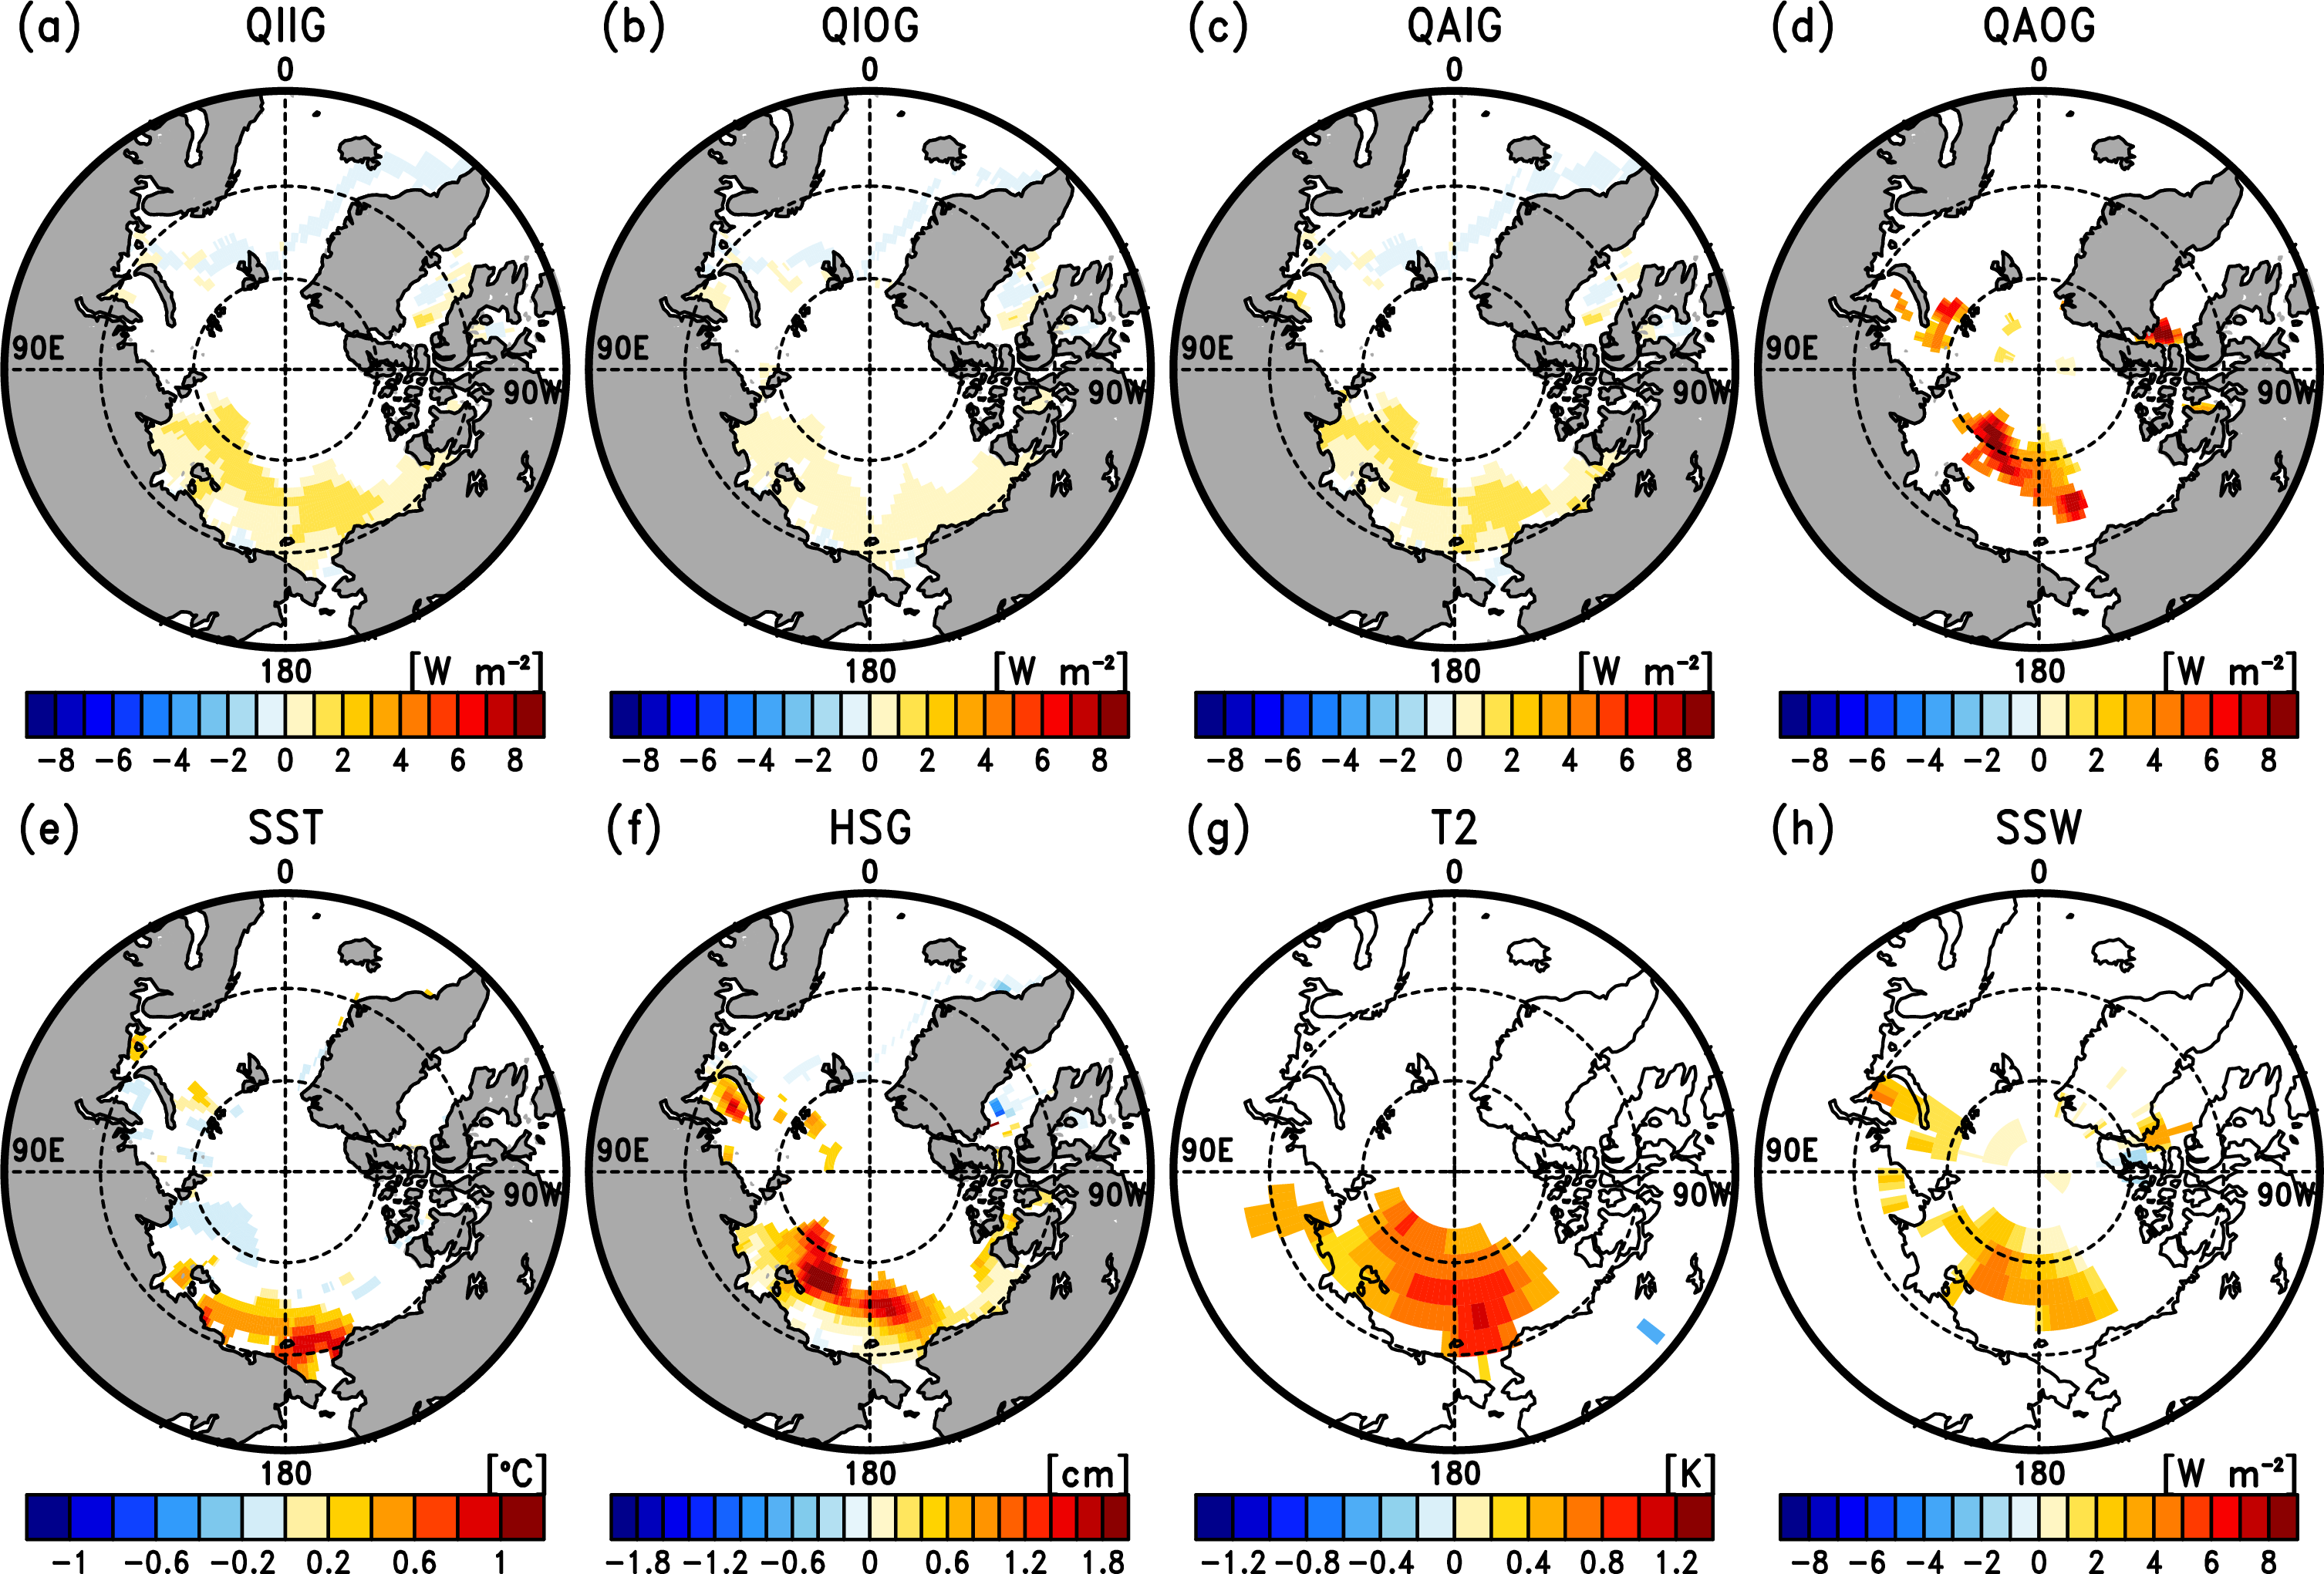 (a) QIIG
0
90E
90W
180
[W m−2]
−8 −6 −4 −2 0 2 4 6 8
(b) QIOG
0
90E
90W
180
[W m−2]
−8 −6 −4 −2 0 2 4 6 8
(c) QAIG
0
90E
90W
180
[W m−2]
−8 −6 −4 −2 0 2 4 6 8
(d) QAOG
0
90E
90W
180
[W m−2]
−8 −6 −4 −2 0 2 4 6 8
(e) SST
0
90E
90W
180
[°C]
−1 −0.6 −0.2 0.2 0.6 1
(f) HSG
0
90E
90W
180
[cm]
−1.8 −1.2 −0.6 0 0.6 1.2 1.8
(g) T2
0
90E
90W
180
[K]
−1.2 −0.8 −0.4 0 0.4 0.8 1.2
(h) SSW
0
90E
90W
180
[W m−2]
−8 −6 −4 −2 0 2 4 6 8